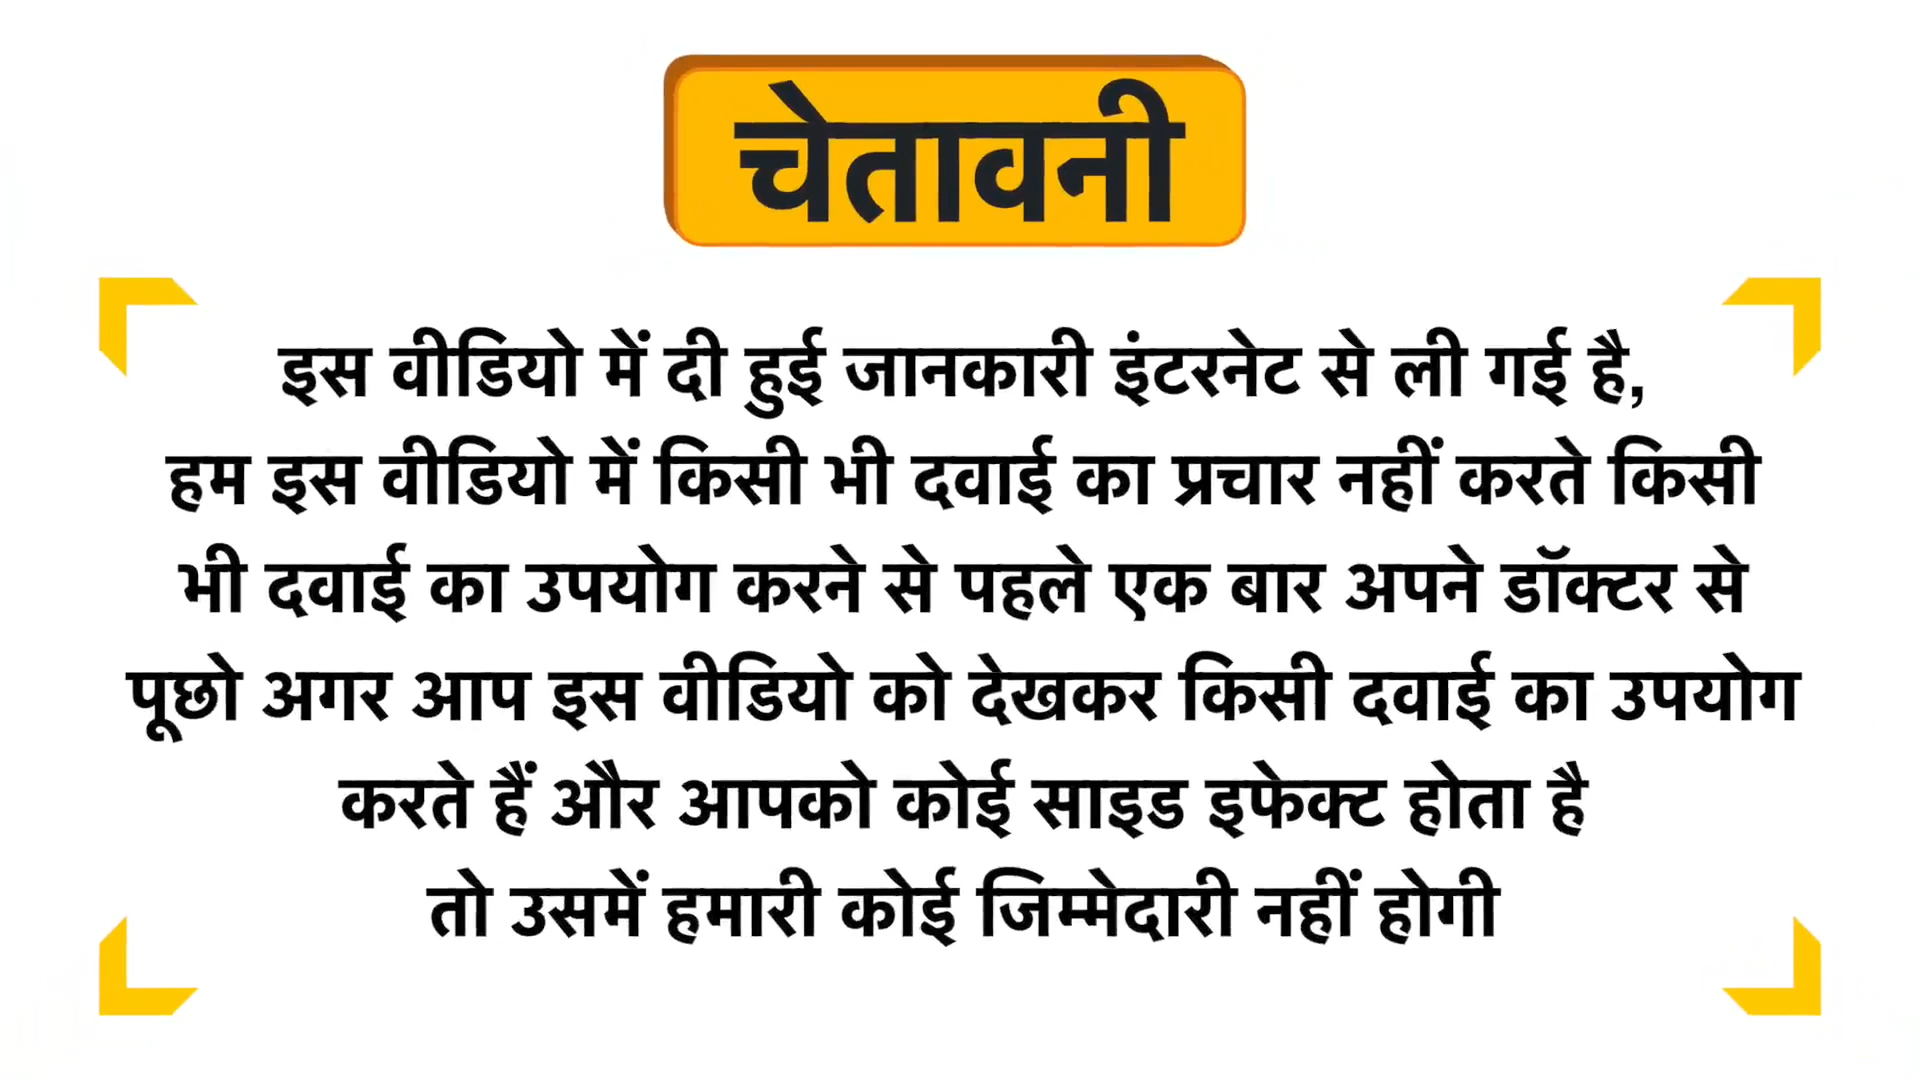 चेतावनी
इस वीडियो में दी हुई जानकारी इंटरनेट से ली गई है,
हम इस वीडियो में किसी भी दवाई का प्रचार नहीं करते किसी
भी दवाई का उपयोग करने से पहले एक बार अपने डॉक्टर से
पूछो अगर आप इस वीडियो को देखकर किसी दवाई का उपयोग
करते हैं और आपको कोई साइड इफेक्ट होता है
तो उसमें हमारी कोई जिम्मेदारी नहीं होगी